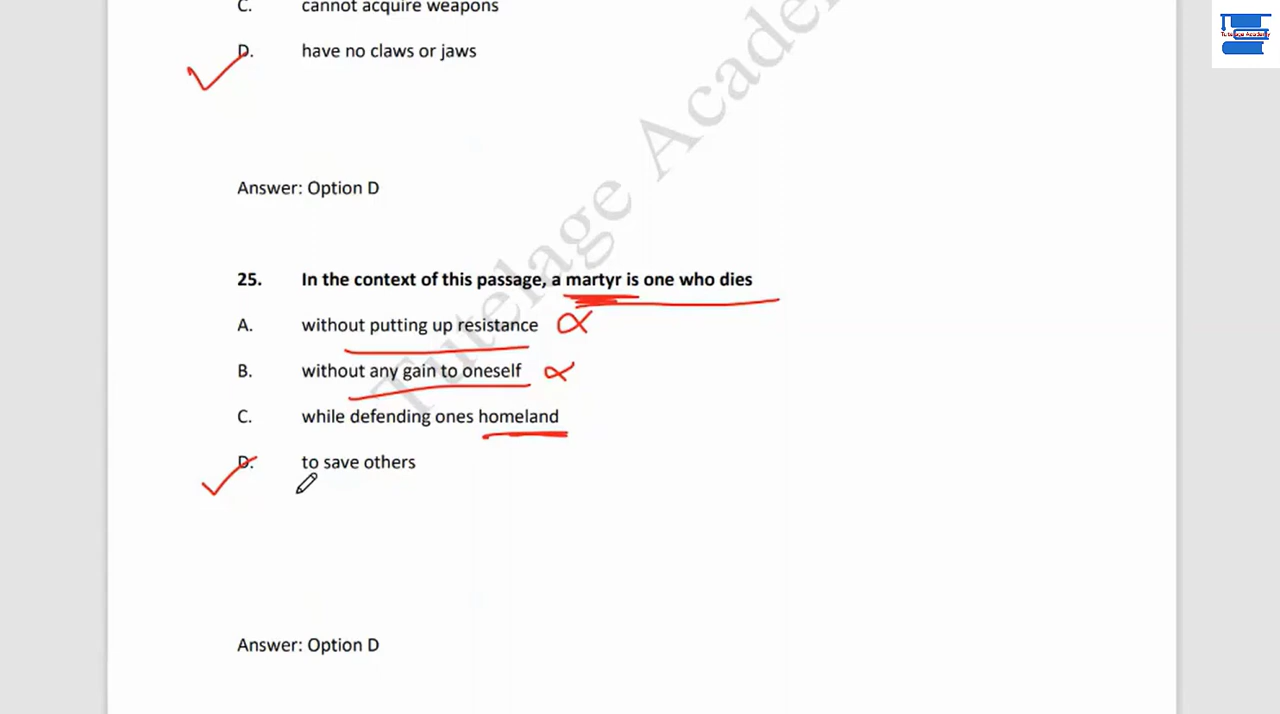 C. cannot acquire weapons
Tutelage Academy
D. have no claws or jaws
Answer: Option D
25. In the context of this passage, a martyr is one who dies
A. without putting up resistance
B. without any gain to oneself
C. while defending ones homeland
D. to save others
Answer: Option D
Tutelage Academy